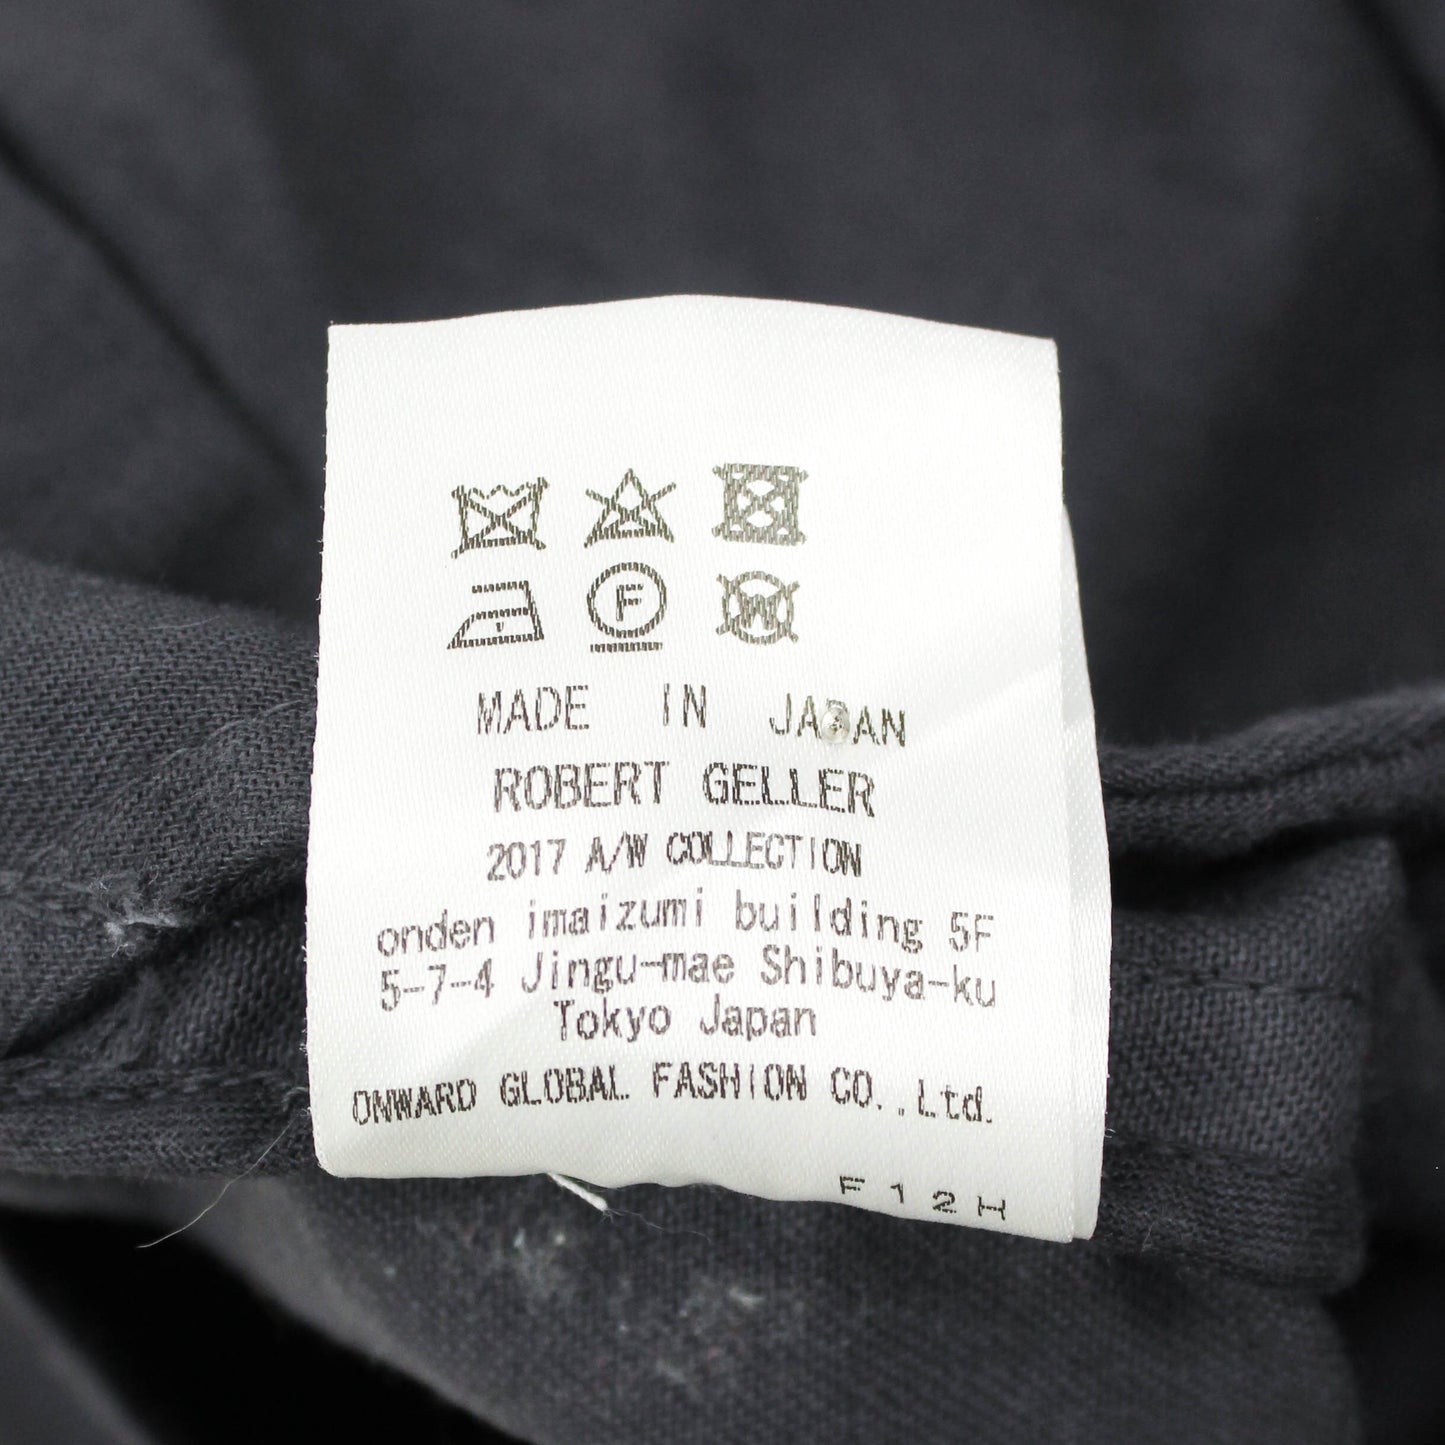 F
W
MADE IN JAPAN
ROBERT GELLER
2017 A/W COLLECTION
onden imaizumi building 5F
5-7-4 Jingu-mae Shibuya-ku
Tokyo Japan
ONWARD GLOBAL FASHION CO.,Ltd.
F12H